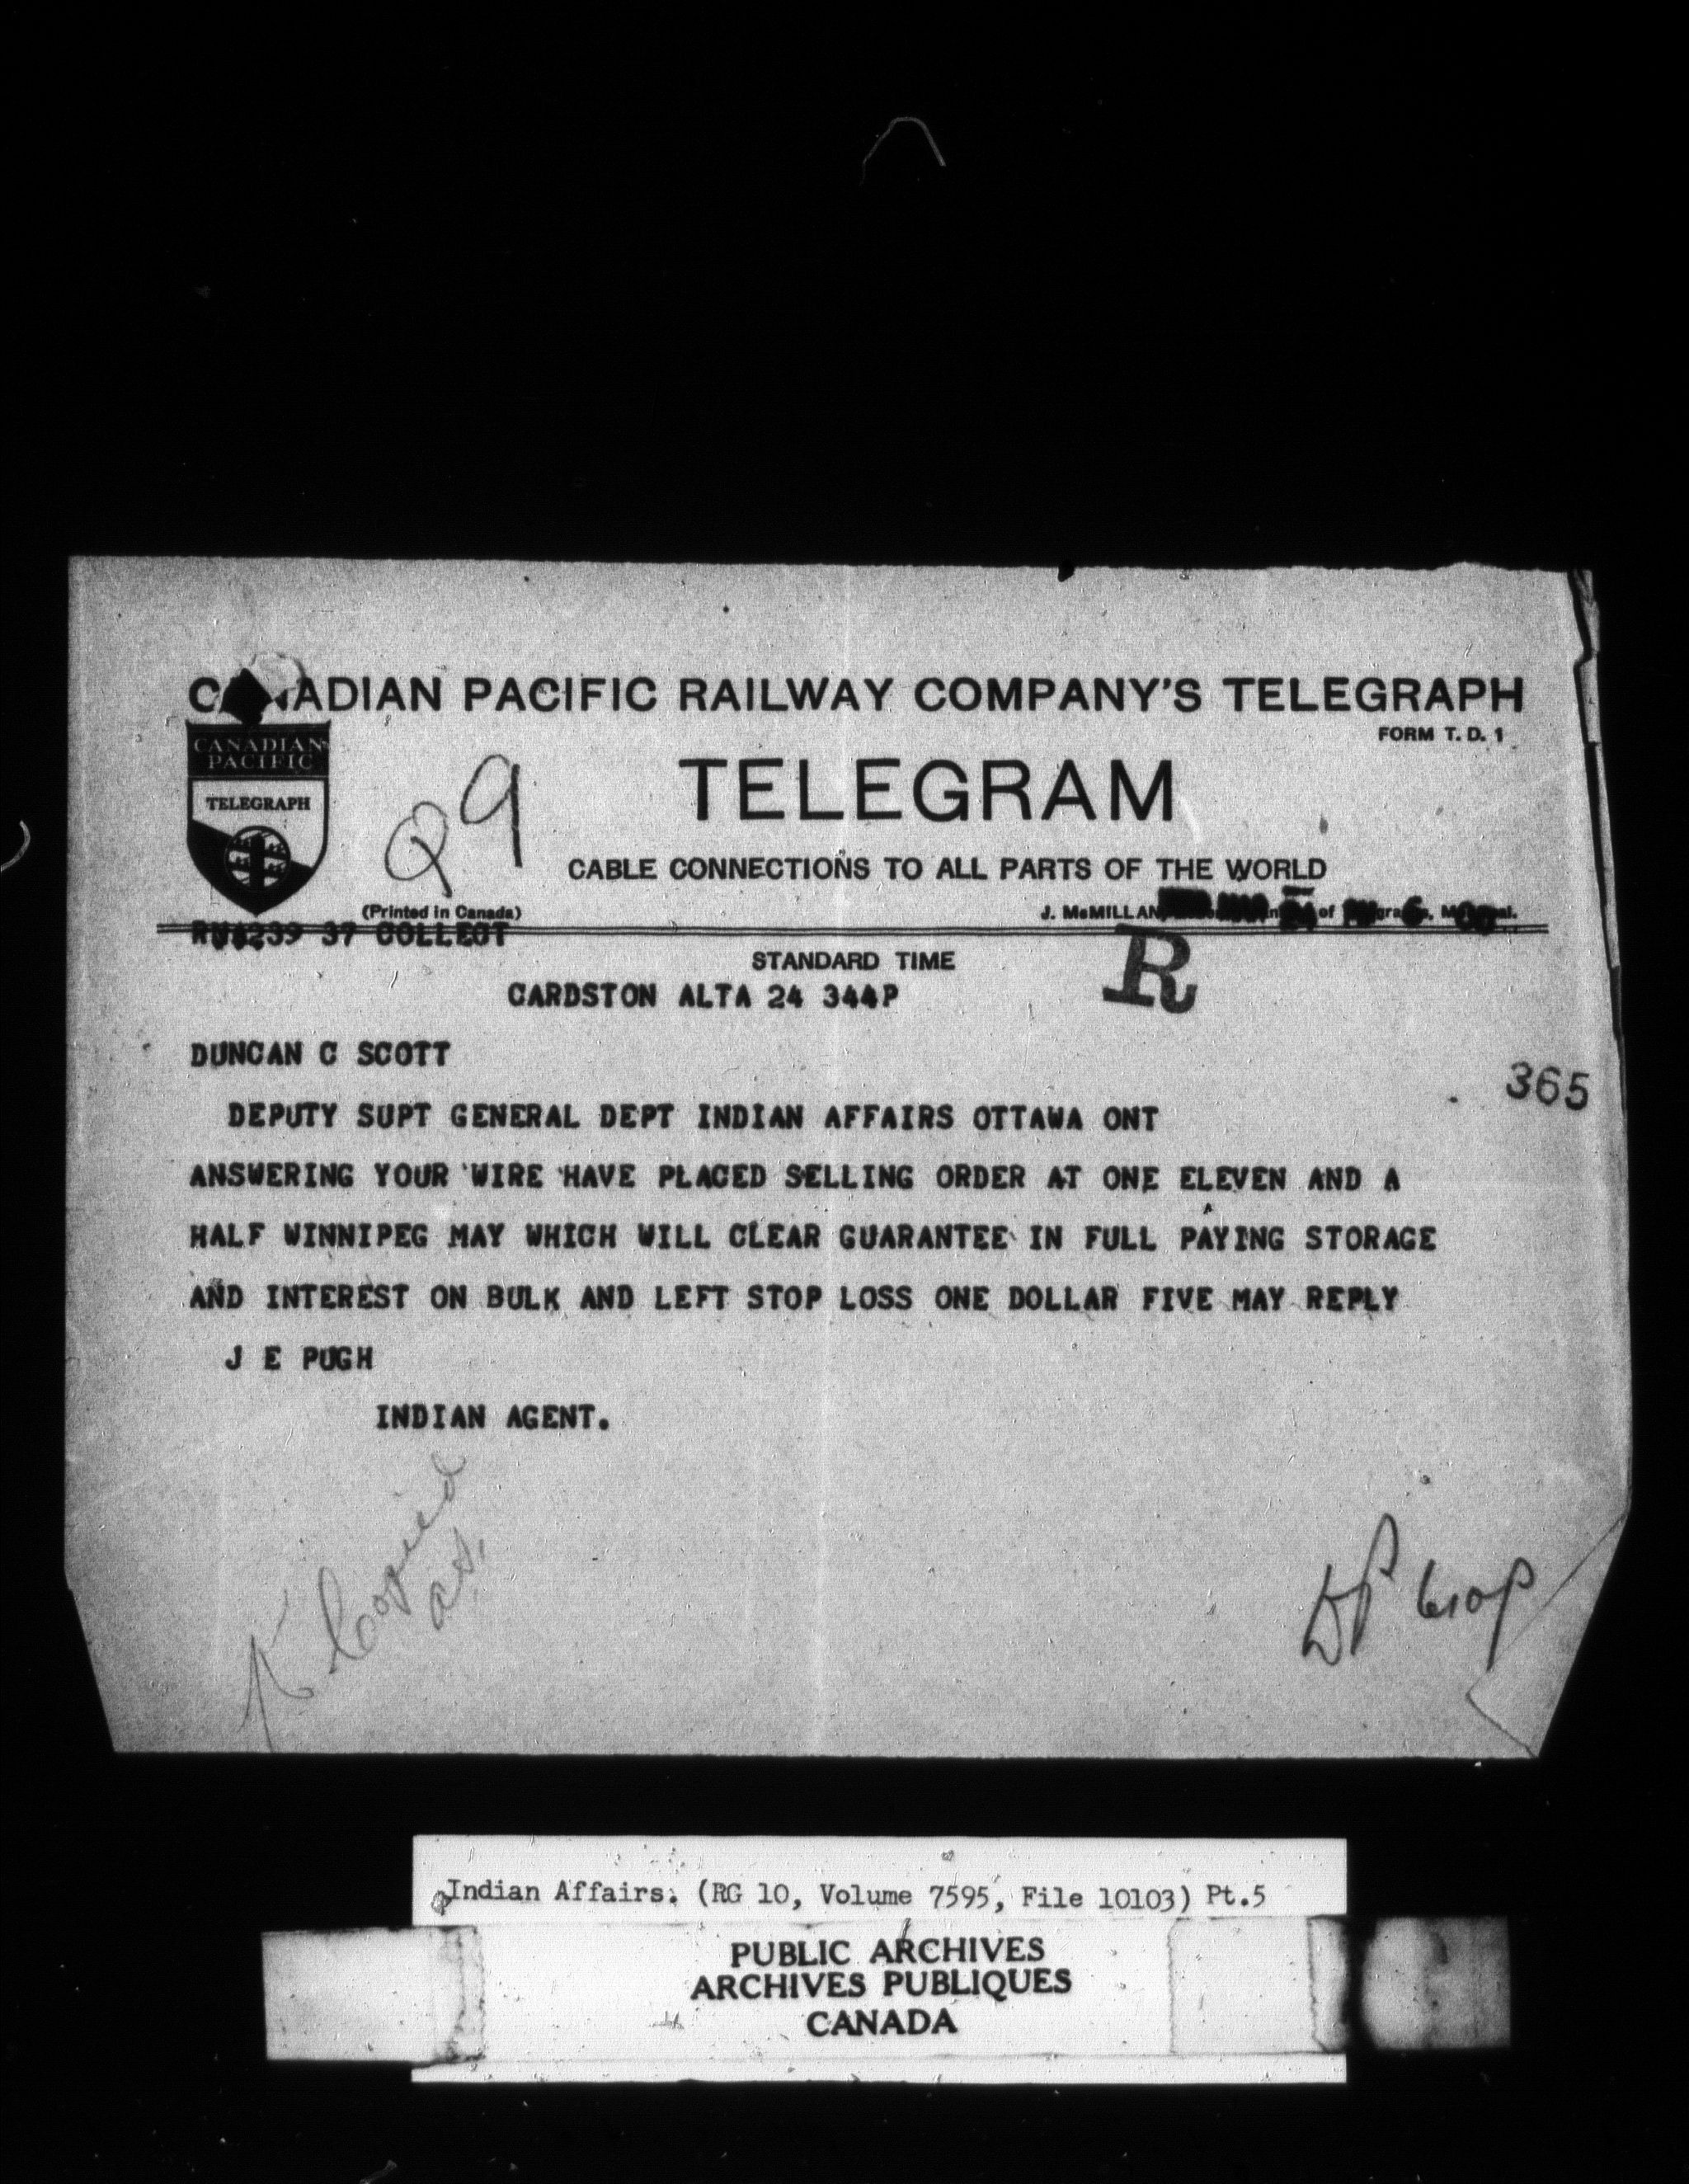 CANADIAN PACIFIC RAILWAY COMPANY'S TELEGRAPH
FORM T. D. 1
CANADIAN
PACIFIC
TELEGRAPH
TELEGRAM
CABLE CONNECTIONS TO ALL PARTS OF THE WORLD
(Printed in Canada)
J. McMILLAN
37 COLLECT
STANDARD TIME
R
CARDSTON ALTA 24 344P
DUNCAN C SCOTT
365
DEPUTY SUPT GENERAL DEPT INDIAN AFFAIRS OTTAWA ONT
ANSWERING YOUR WIRE HAVE PLACED SELLING ORDER AT ONE ELEVEN AND A
HALF WINNIPEG MAY WHICH WILL CLEAR GUARANTEE IN FULL PAYING STORAGE
AND INTEREST ON BULK AND LEFT STOP LOSS ONE DOLLAR FIVE MAY REPLY
J E PUGH
INDIAN AGENT.
Copied
a.s.
Indian Affairs. (RG 10, Volume 7595, File 10103) Pt.5
PUBLIC ARCHIVES
ARCHIVES PUBLIQUES
CANADA